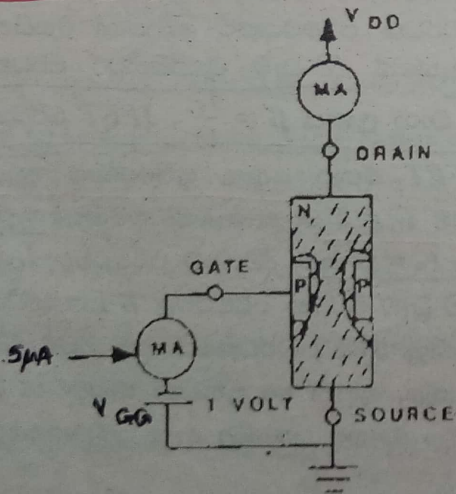 V DD
MA
DRAIN
N
GATE
P P
.5µA
MA
V GG 1 VOLT
SOURCE